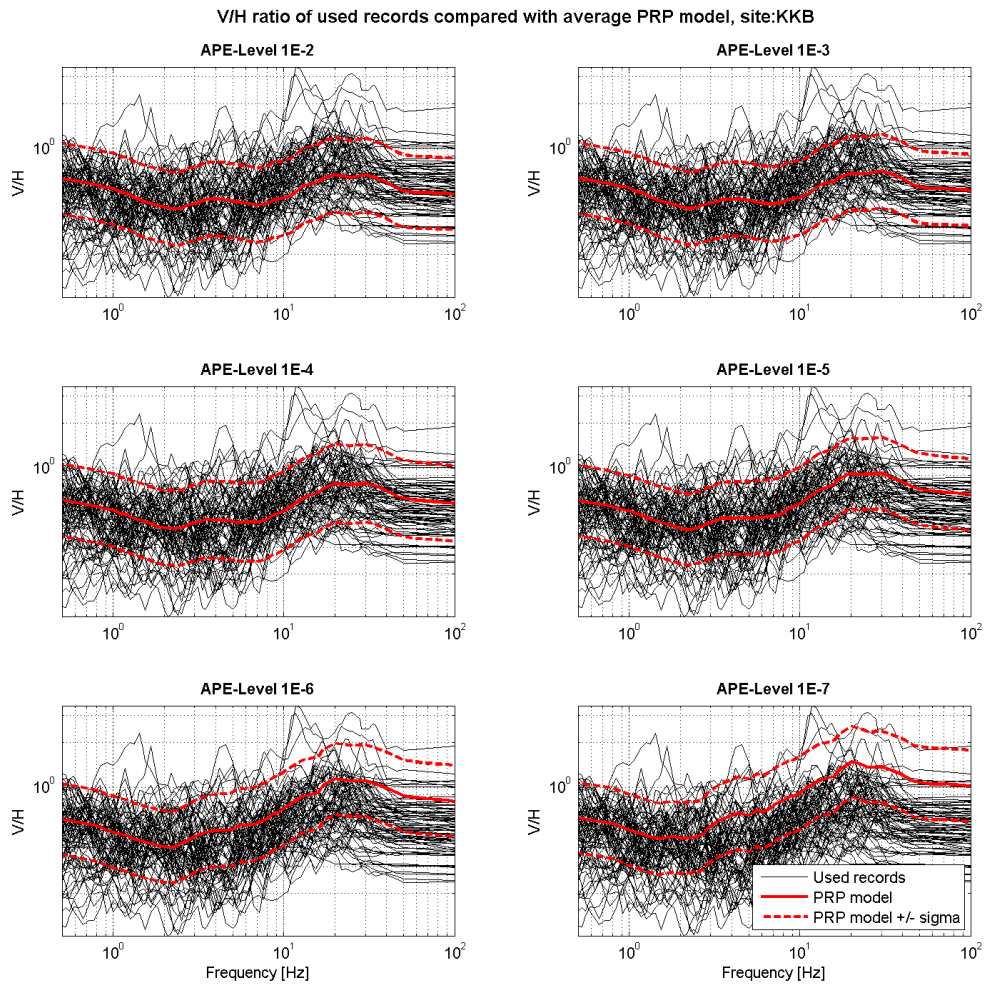 V/H ratio of used records compared with average PRP model, site:KKB
APE-Level 1E-2
APE-Level 1E-3
V/H
10^0
10^0 10^1 10^2
V/H
10^0
10^0 10^1 10^2
APE-Level 1E-4
APE-Level 1E-5
V/H
10^0
10^0 10^1 10^2
V/H
10^0
10^0 10^1 10^2
APE-Level 1E-6
APE-Level 1E-7
V/H
10^0
10^0 10^1 10^2
Frequency [Hz]
V/H
10^0
Used records
PRP model
PRP model +/- sigma
10^0 10^1 10^2
Frequency [Hz]